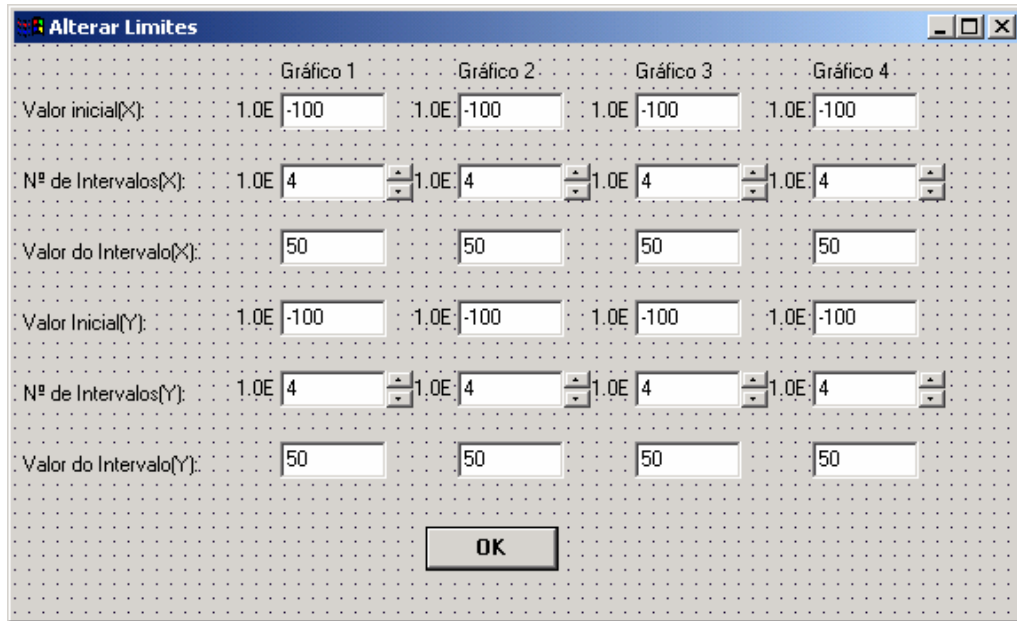 Alterar Limites
Gráfico 1 Gráfico 2 Gráfico 3 Gráfico 4
Valor inicial(X): 1.0E -100 1.0E -100 1.0E -100 1.0E -100
Nº de Intervalos(X): 1.0E 4 1.0E 4 1.0E 4 1.0E 4
Valor do Intervalo(X): 50 50 50 50
Valor Inicial(Y): 1.0E -100 1.0E -100 1.0E -100 1.0E -100
Nº de Intervalos(Y): 1.0E 4 1.0E 4 1.0E 4 1.0E 4
Valor do Intervalo(Y): 50 50 50 50
OK